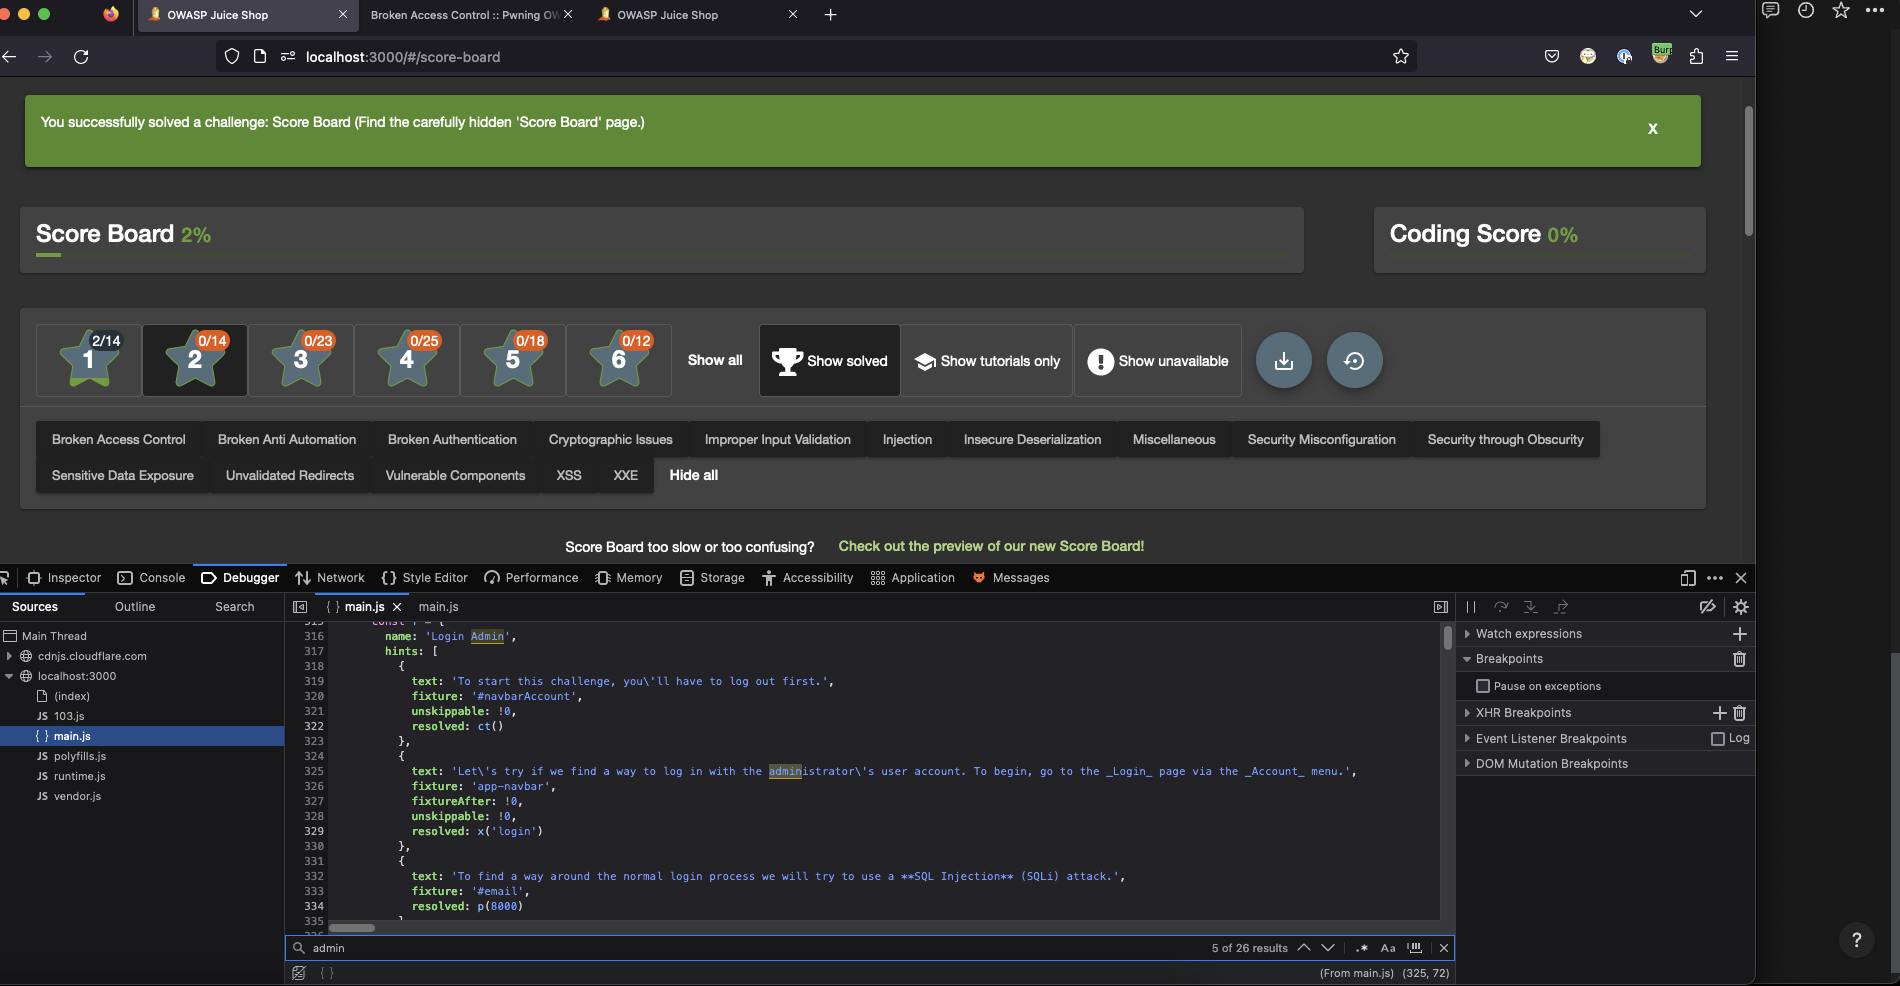 OWASP Juice Shop
Broken Access Control :: Pwning OW
OWASP Juice Shop
localhost:3000/#/score-board
Burp
You successfully solved a challenge: Score Board (Find the carefully hidden 'Score Board' page.)
X
Score Board 2%
Coding Score 0%
1 2/14
2 0/14
3 0/23
4 0/25
5 0/18
6 0/12
Show all
Show solved
Show tutorials only
Show unavailable
Broken Access Control Broken Anti Automation Broken Authentication Cryptographic Issues Improper Input Validation Injection Insecure Deserialization Miscellaneous Security Misconfiguration Security through Obscurity
Sensitive Data Exposure Unvalidated Redirects Vulnerable Components XSS XXE Hide all
Score Board too slow or too confusing? Check out the preview of our new Score Board!
Inspector Console Debugger Network {} Style Editor Performance Memory Storage Accessibility Application Messages
Sources Outline Search
{ } main.js main.js
Main Thread
cdnjs.cloudflare.com
localhost:3000
(index)
JS 103.js
{ } main.js
JS polyfills.js
JS runtime.js
JS vendor.js
316 name: 'Login Admin',
317 hints: [
318 {
319 text: 'To start this challenge, you\'ll have to log out first.',
320 fixture: '#navbarAccount',
321 unskippable: !0,
322 resolved: ct()
323 },
324 {
325 text: 'Let\'s try if we find a way to log in with the administrator\'s user account. To begin, go to the _Login_ page via the _Account_ menu.',
326 fixture: 'app-navbar',
327 fixtureAfter: !0,
328 unskippable: !0,
329 resolved: x('login')
330 },
331 {
332 text: 'To find a way around the normal login process we will try to use a **SQL Injection** (SQLi) attack.',
333 fixture: '#email',
334 resolved: p(8000)
335
admin
5 of 26 results .* Aa
{ }
(From main.js) (325, 72)
Watch expressions
Breakpoints
Pause on exceptions
XHR Breakpoints
Event Listener Breakpoints Log
DOM Mutation Breakpoints
?